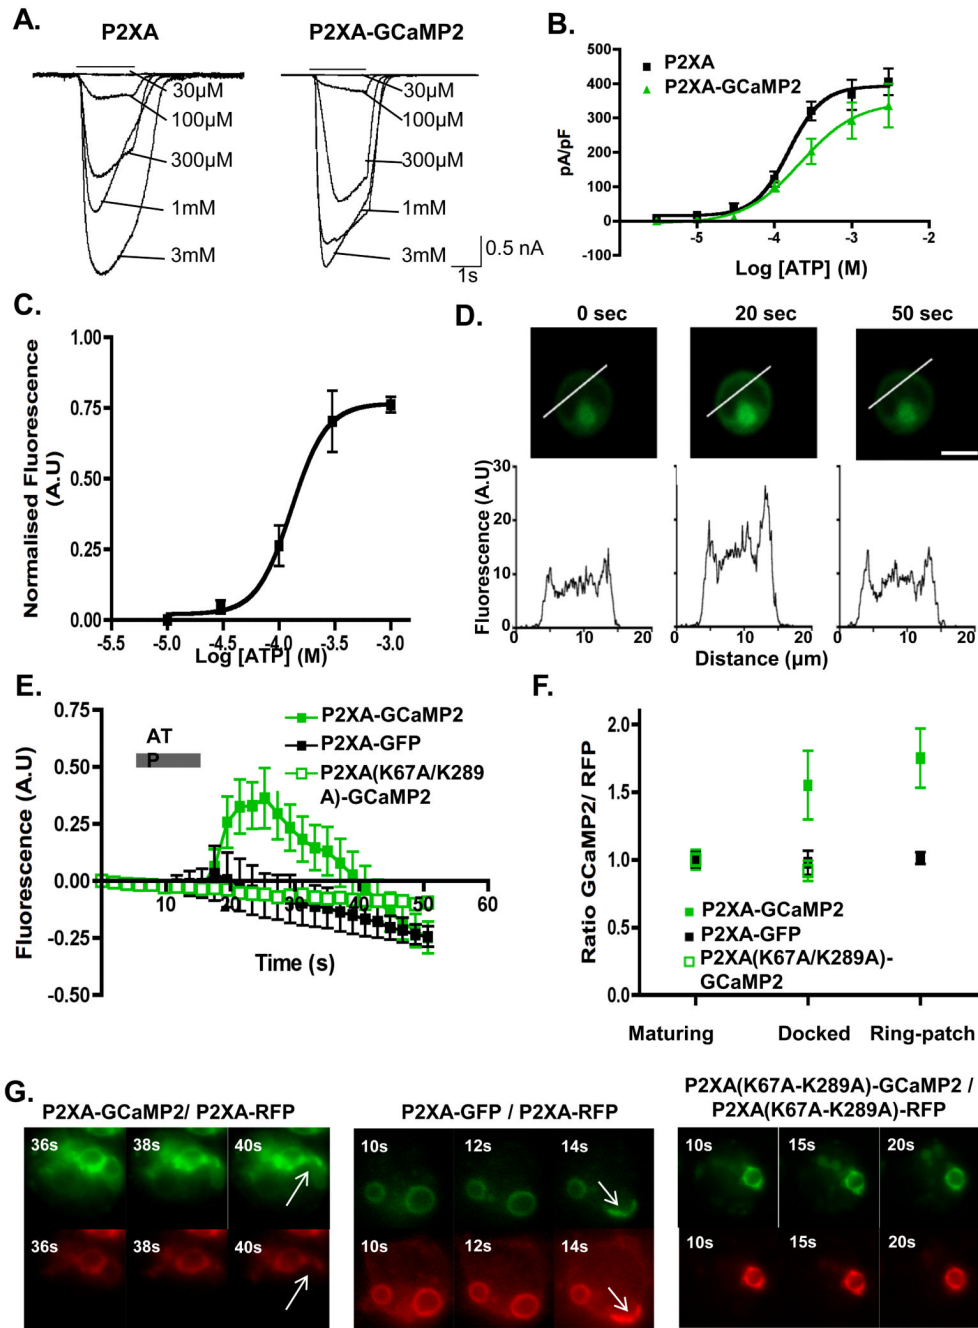 A.
P2XA
P2XA-GCaMP2
30µM
100µM
300µM
1mM
3mM
30µM
100µM
300µM
1mM
3mM
0.5 nA
1s
B.
500
400
300
200
100
0
-100
pA/pF
P2XA
P2XA-GCaMP2
-5
-4
-3
-2
Log [ATP] (M)
C.
1.00
0.75
0.50
0.25
0.00
Normalised Fluorescence
(A.U)
-5.5
-5.0
-4.5
-4.0
-3.5
-3.0
Log [ATP] (M)
D.
0 sec
20 sec
50 sec
30
20
10
Fluorescence (A.U)
0
10
20
0
10
20
0
10
20
Distance (µm)
E.
0.75
0.50
0.25
0.00
-0.25
-0.50
Fluorescence (A.U)
AT
P
P2XA-GCaMP2
P2XA-GFP
P2XA(K67A/K289
A)-GCaMP2
10
20
30
40
50
60
Time (s)
F.
2.0
1.5
1.0
0.5
0.0
Ratio GCaMP2/ RFP
P2XA-GCaMP2
P2XA-GFP
P2XA(K67A/K289A)-
GCaMP2
Maturing
Docked
Ring-patch
G.
P2XA-GCaMP2/ P2XA-RFP
36s
38s
40s
36s
38s
40s
P2XA-GFP / P2XA-RFP
10s
12s
14s
10s
12s
14s
P2XA(K67A-K289A)-GCaMP2 /
P2XA(K67A-K289A)-RFP
10s
15s
20s
10s
15s
20s